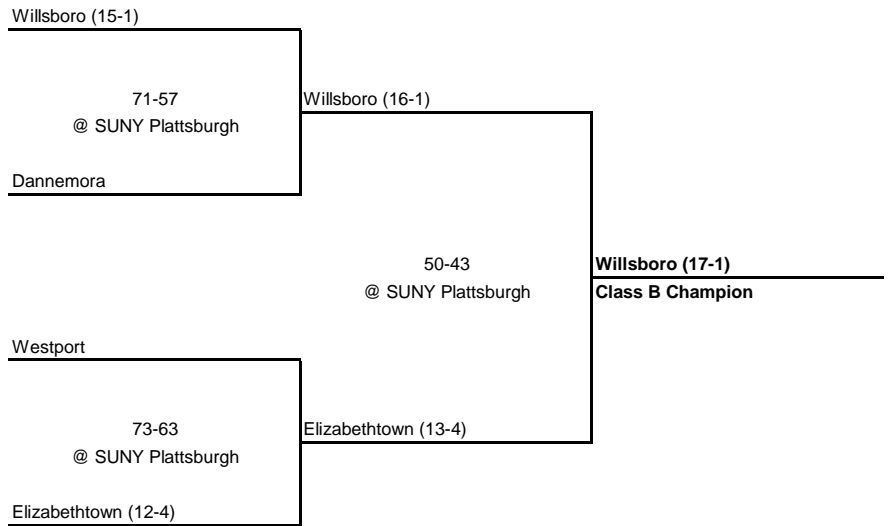 Willsboro (15-1)
71-57
@ SUNY Plattsburgh
Willsboro (16-1)
Dannemora
50-43
@ SUNY Plattsburgh
Willsboro (17-1)
Class B Champion
Westport
73-63
@ SUNY Plattsburgh
Elizabethtown (13-4)
Elizabethtown (12-4)